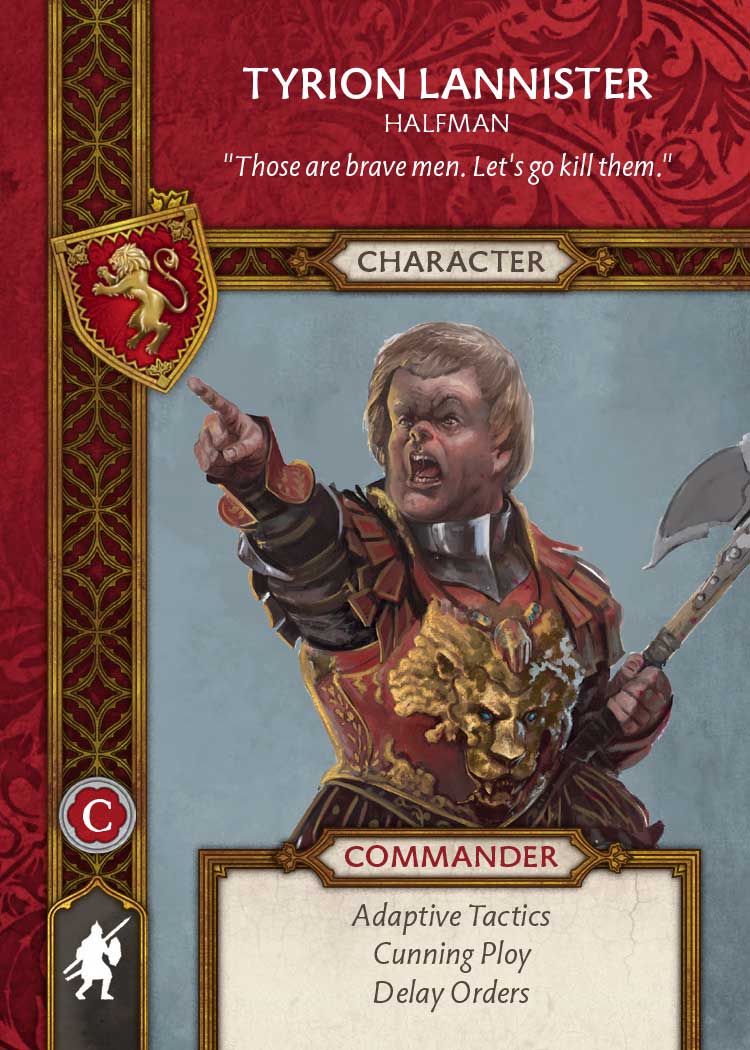 TYRION LANNISTER
HALFMAN
"Those are brave men. Let's go kill them."
CHARACTER
C
COMMANDER
Adaptive Tactics
Cunning Ploy
Delay Orders